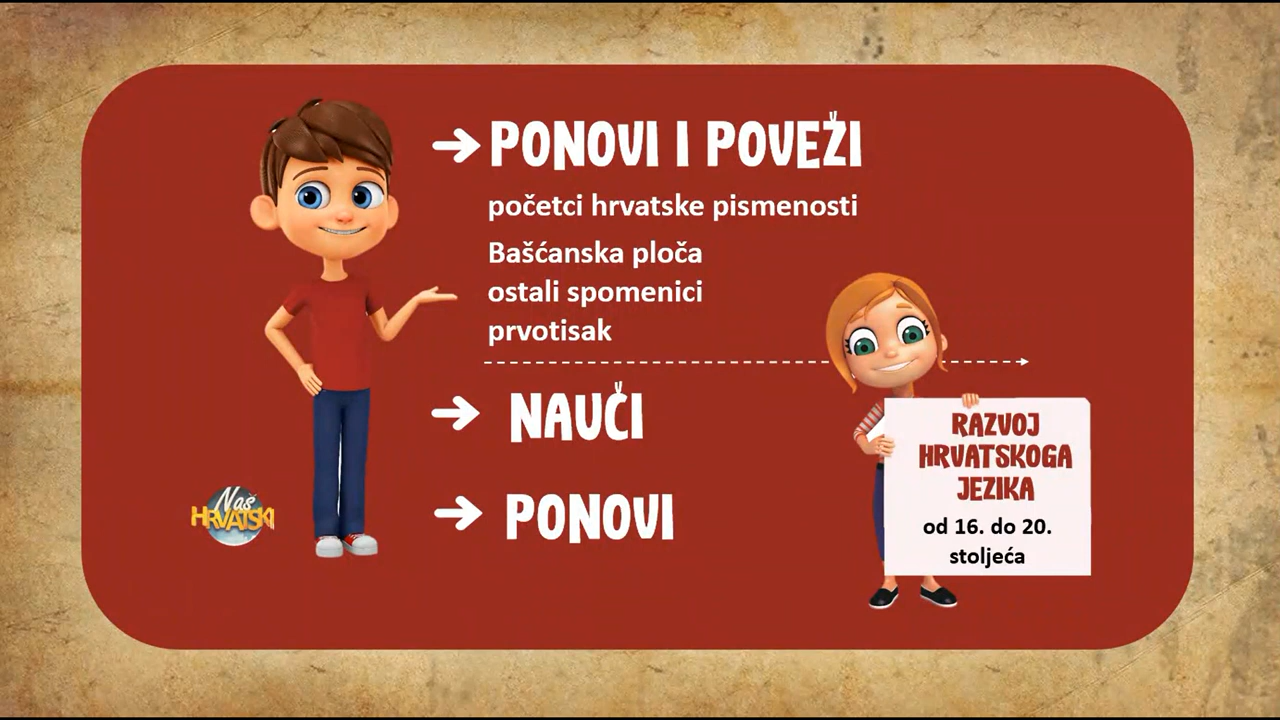 PONOVI I POVEŽI
početci hrvatske pismenosti
Bašćanska ploča
ostali spomenici
prvotisak
NAUČI
PONOVI
RAZVOJ
HRVATSKOGA
JEZIKA
od 16. do 20.
stoljeća
Naš
HRVATSKI